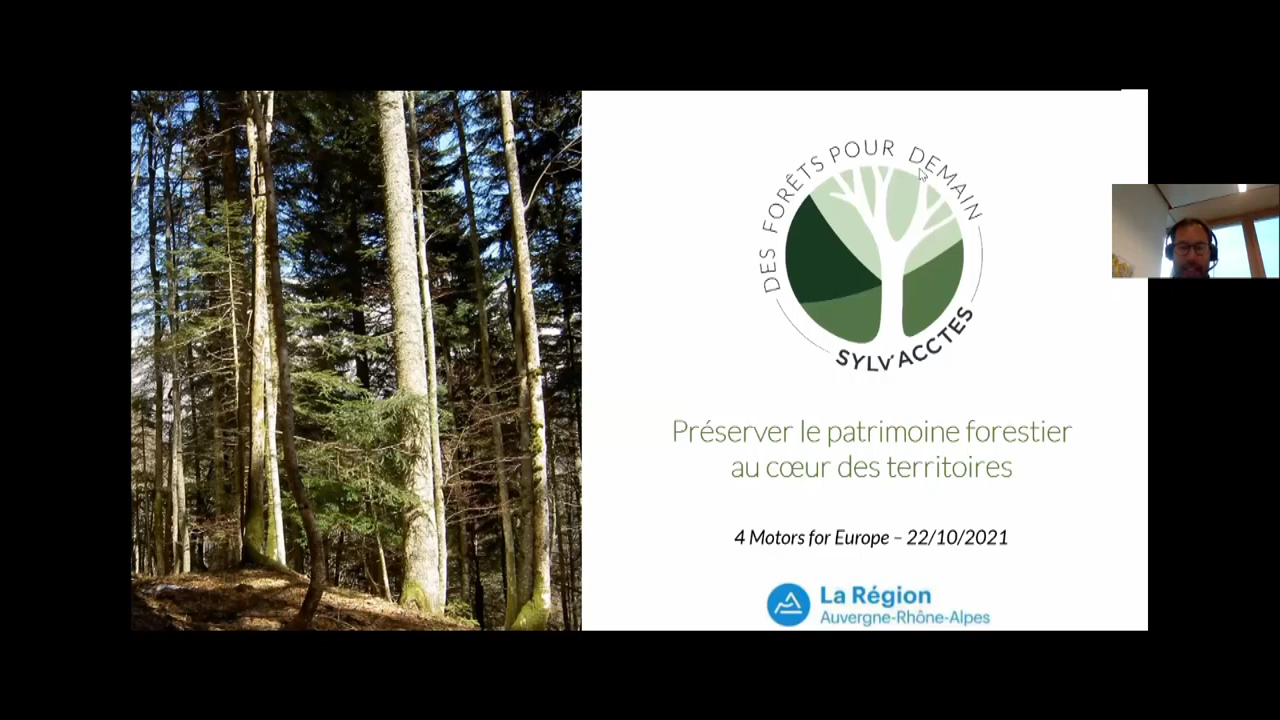 DES FORÊTS POUR DEMAIN
SYLV'ACCTES
Préserver le patrimoine forestier
au cœur des territoires
4 Motors for Europe – 22/10/2021
La Région
Auvergne-Rhône-Alpes